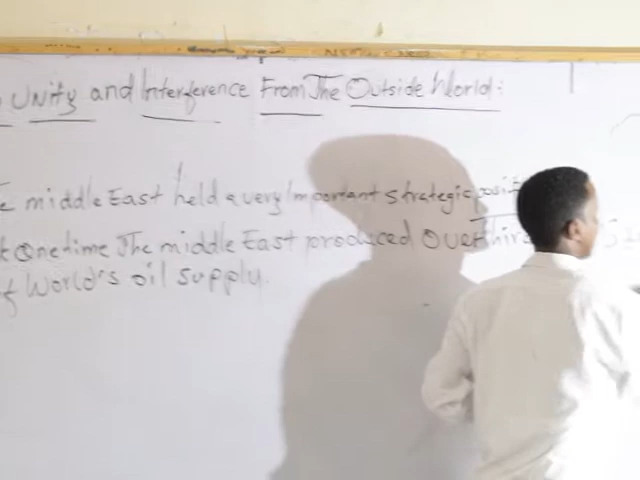 Unity and Interference From The Outside World:
middle East held a very Important strategic
one time The middle East produced Over
World's oil supply.